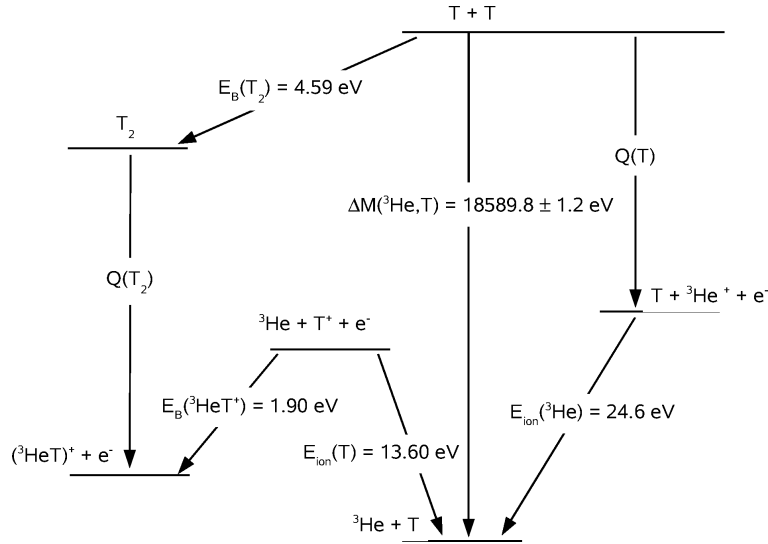 T + T
E_B(T_2) = 4.59 eV
T_2
Q(T)
ΔM(³He,T) = 18589.8 ± 1.2 eV
Q(T_2)
T + ³He⁺ + e⁻
³He + T⁺ + e⁻
E_B(³HeT⁺) = 1.90 eV
E_ion(³He) = 24.6 eV
(³HeT)⁺ + e⁻
E_ion(T) = 13.60 eV
³He + T